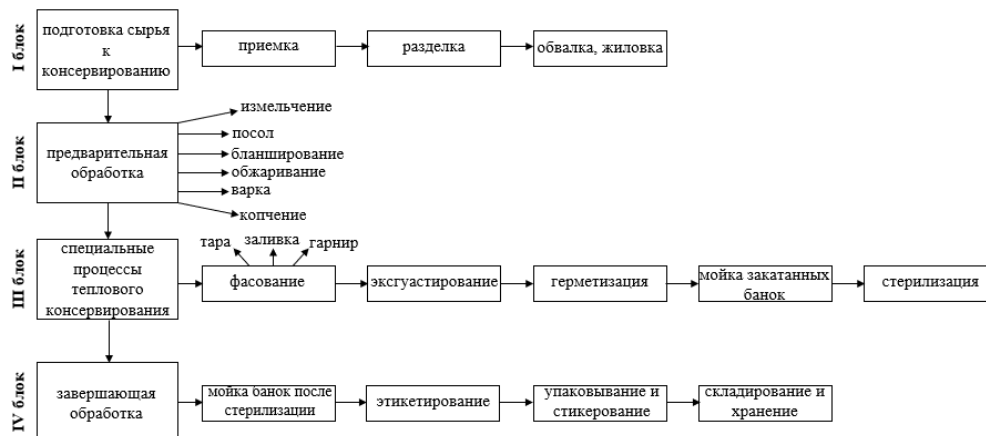 I блок
подготовка сырья
к
консервированию
приемка
разделка
обвалка, жиловка
II блок
предварительная
обработка
измельчение
посол
бланширование
обжаривание
варка
копчение
III блок
специальные
процессы
теплового
консервирования
тара
заливка
гарнир
фасование
эксгуастирование
герметизация
мойка закатанных
банок
стерилизация
IV блок
завершающая
обработка
мойка банок после
стерилизации
этикетирование
упаковывание и
стикерование
складирование и
хранение